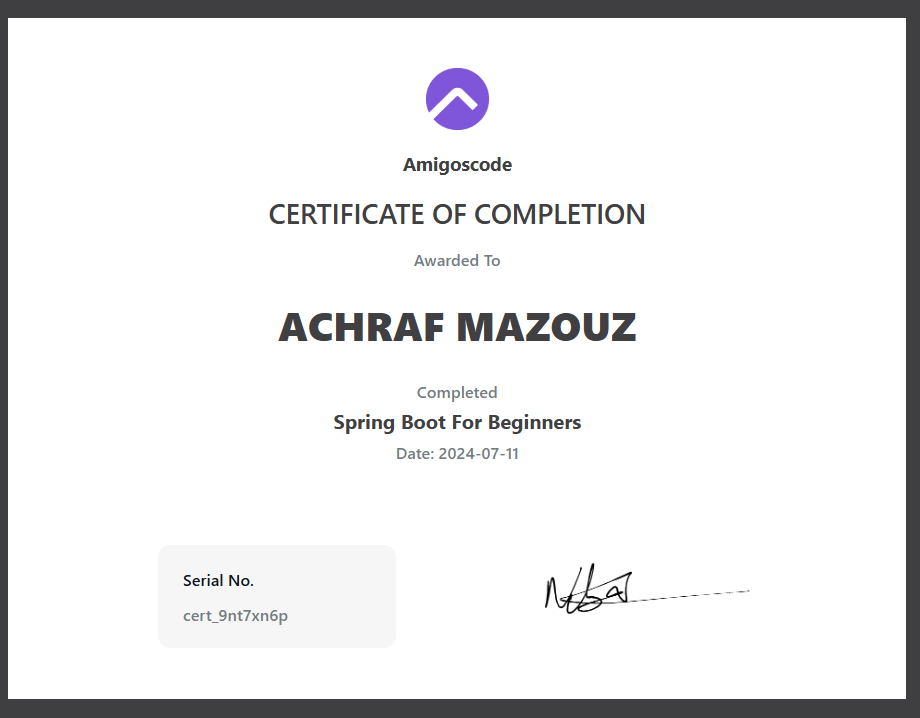 Amigoscode
CERTIFICATE OF COMPLETION
Awarded To
ACHRAF MAZOUZ
Completed
Spring Boot For Beginners
Date: 2024-07-11
Serial No.
cert_9nt7xn6p